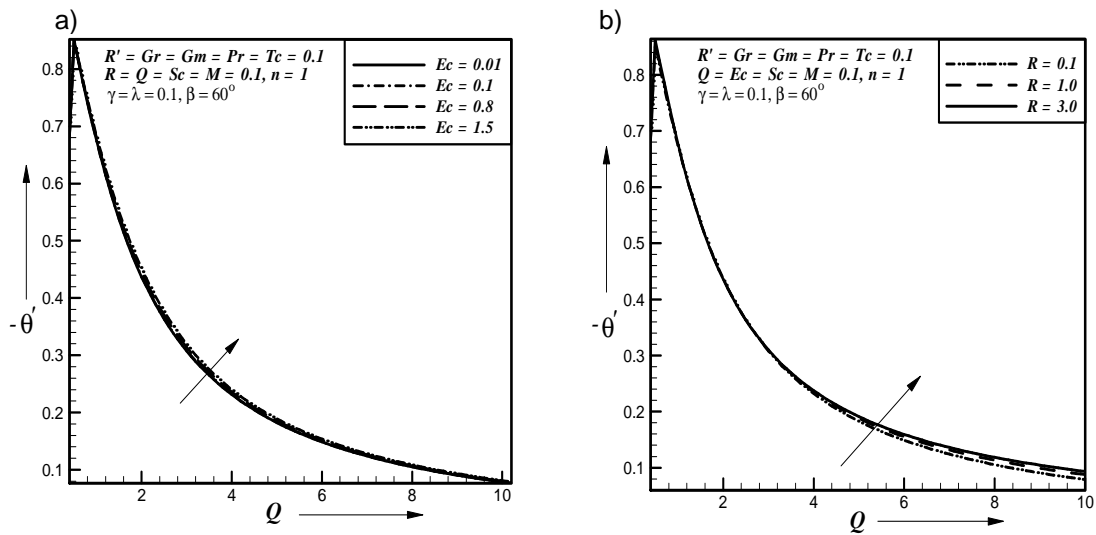 a)
R' = Gr = Gm = Pr = Tc = 0.1
R = Q = Sc = M = 0.1, n = 1
γ = λ = 0.1, β = 60°
Ec = 0.01
Ec = 0.1
Ec = 0.8
Ec = 1.5
0.8
0.7
0.6
0.5
0.4
0.3
0.2
0.1
-θ'
2
4
6
8
10
Q
b)
R' = Gr = Gm = Pr = Tc = 0.1
Q = Ec = Sc = M = 0.1, n = 1
γ = λ = 0.1, β = 60°
R = 0.1
R = 1.0
R = 3.0
0.8
0.7
0.6
0.5
0.4
0.3
0.2
0.1
-θ'
2
4
6
8
10
Q